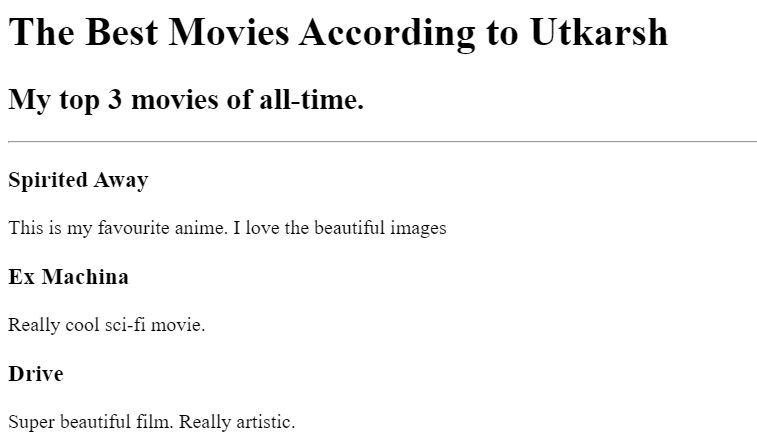 The Best Movies According to Utkarsh
My top 3 movies of all-time.
Spirited Away
This is my favourite anime. I love the beautiful images
Ex Machina
Really cool sci-fi movie.
Drive
Super beautiful film. Really artistic.